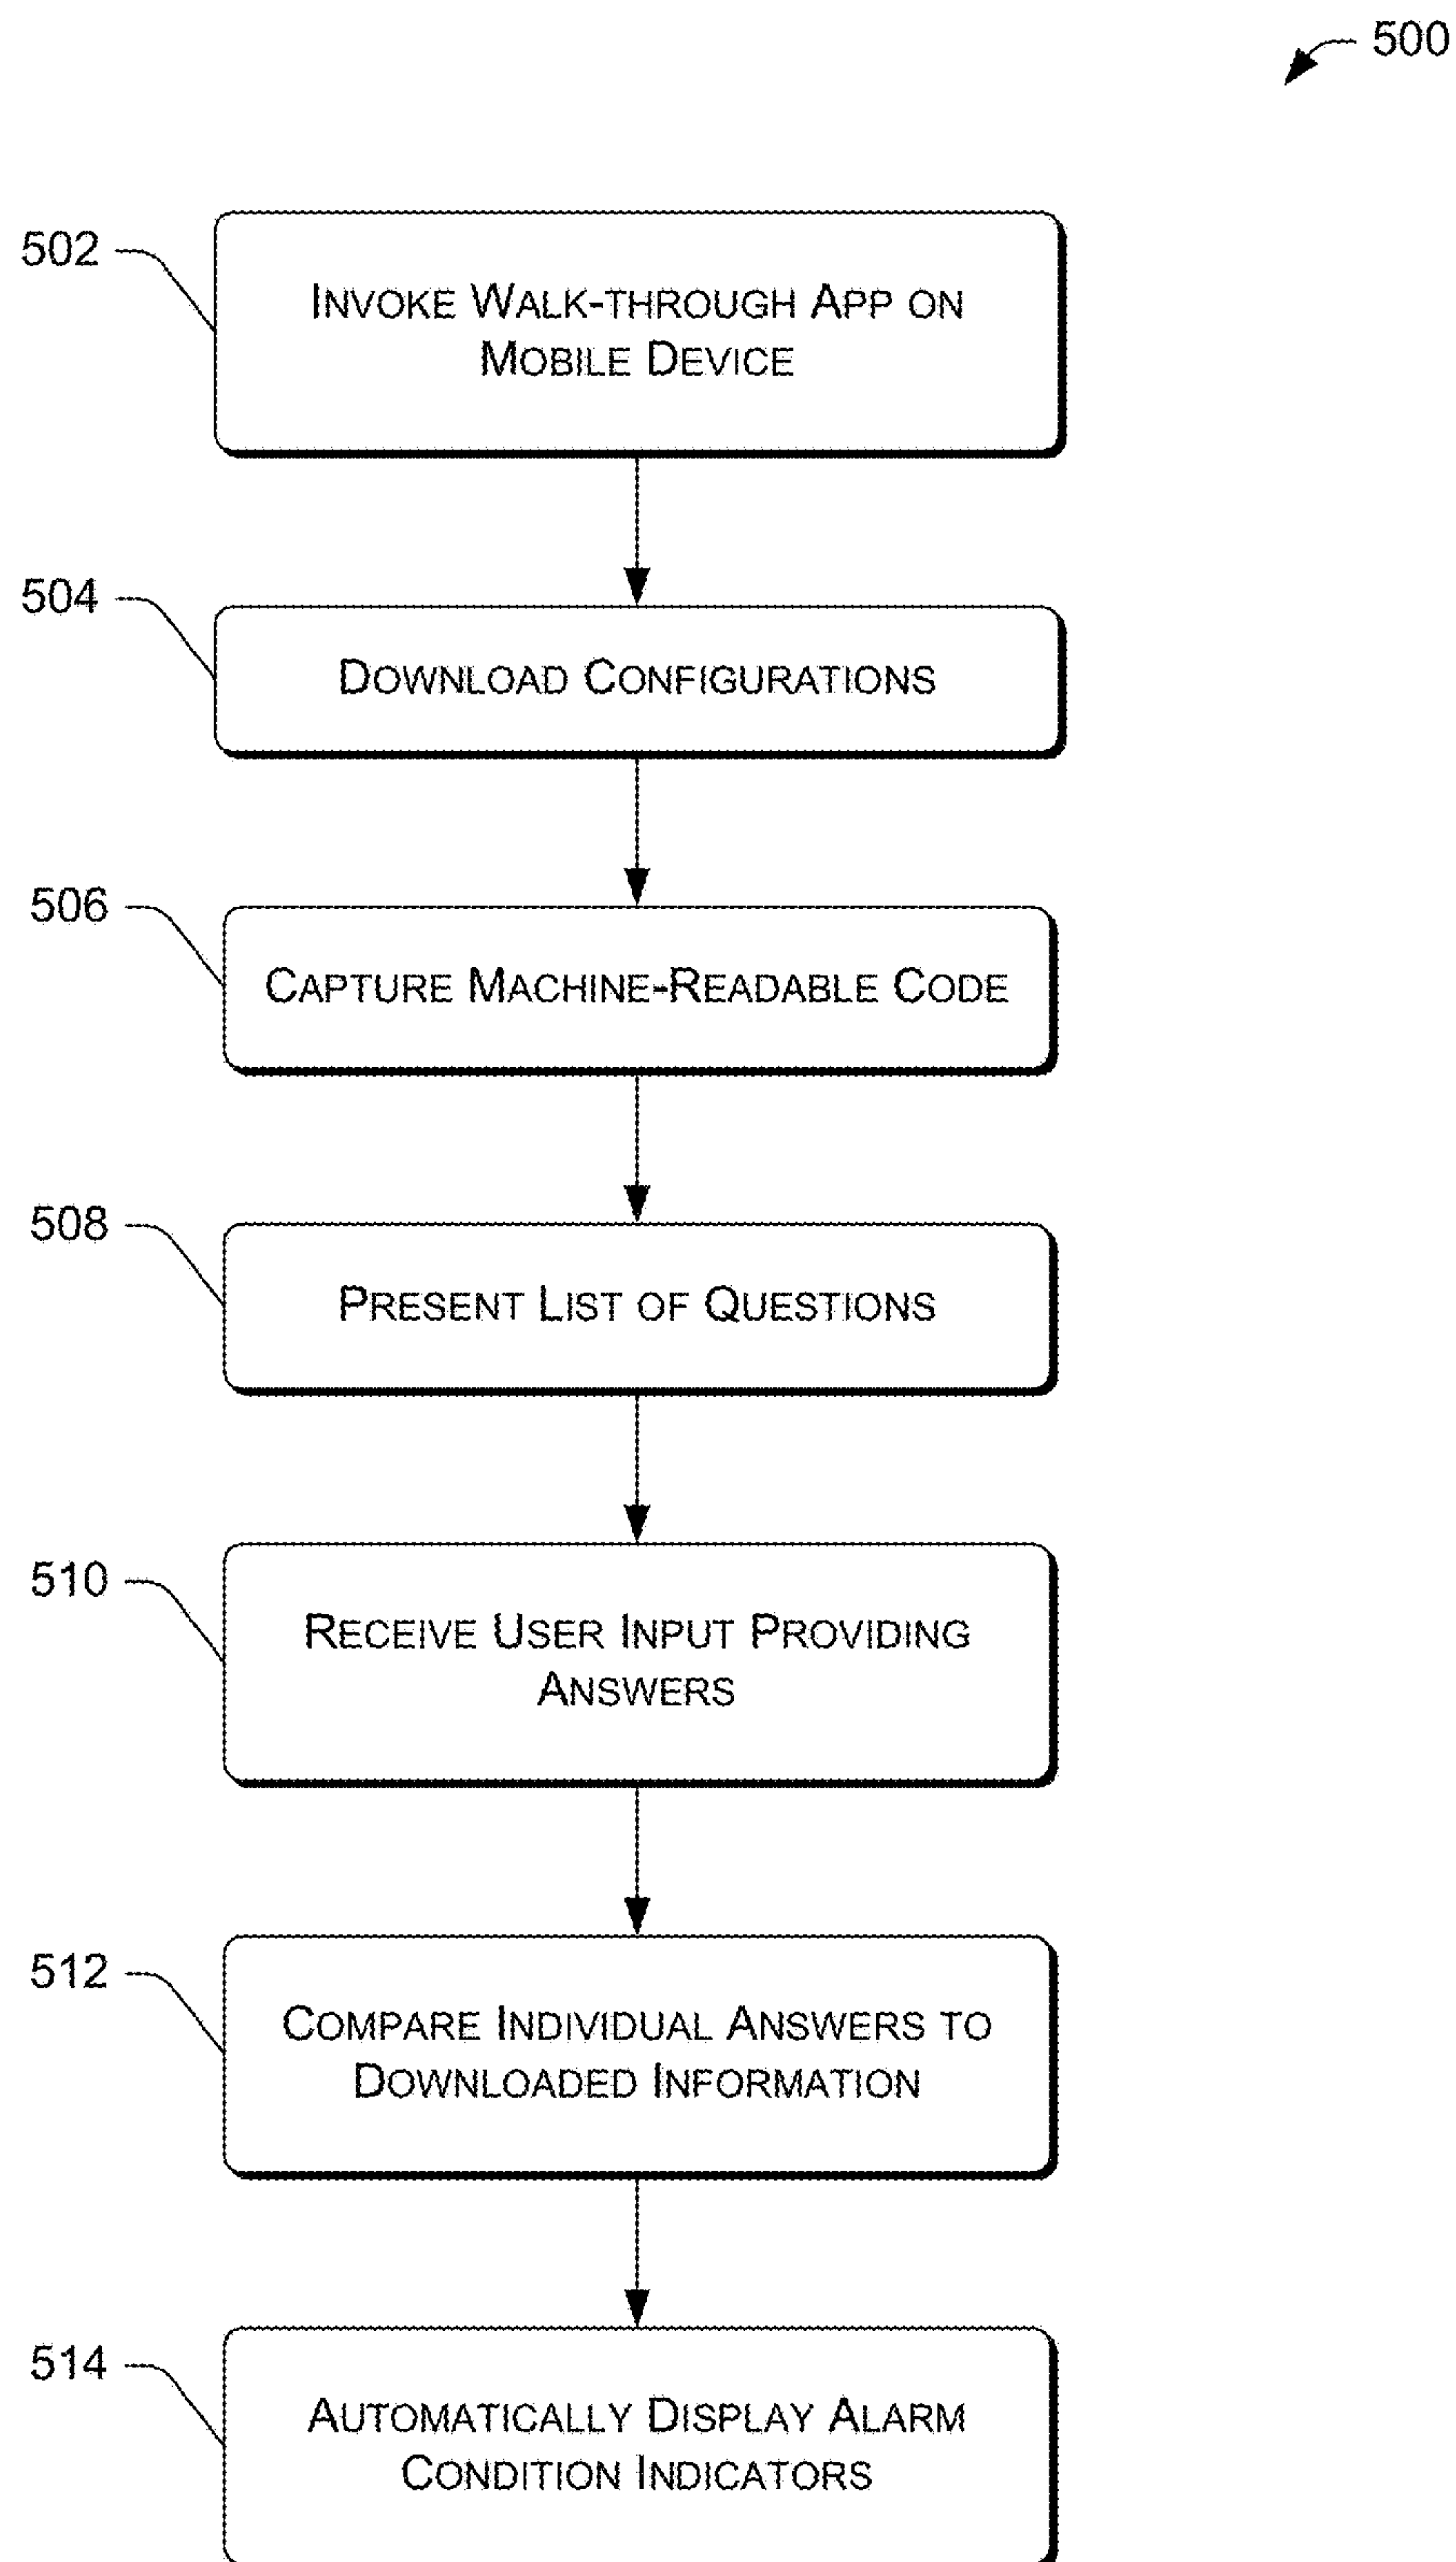 500
502
INVOKE WALK-THROUGH APP ON
MOBILE DEVICE
504
DOWNLOAD CONFIGURATIONS
506
CAPTURE MACHINE-READABLE CODE
508
PRESENT LIST OF QUESTIONS
510
RECEIVE USER INPUT PROVIDING
ANSWERS
512
COMPARE INDIVIDUAL ANSWERS TO
DOWNLOADED INFORMATION
514
AUTOMATICALLY DISPLAY ALARM
CONDITION INDICATORS